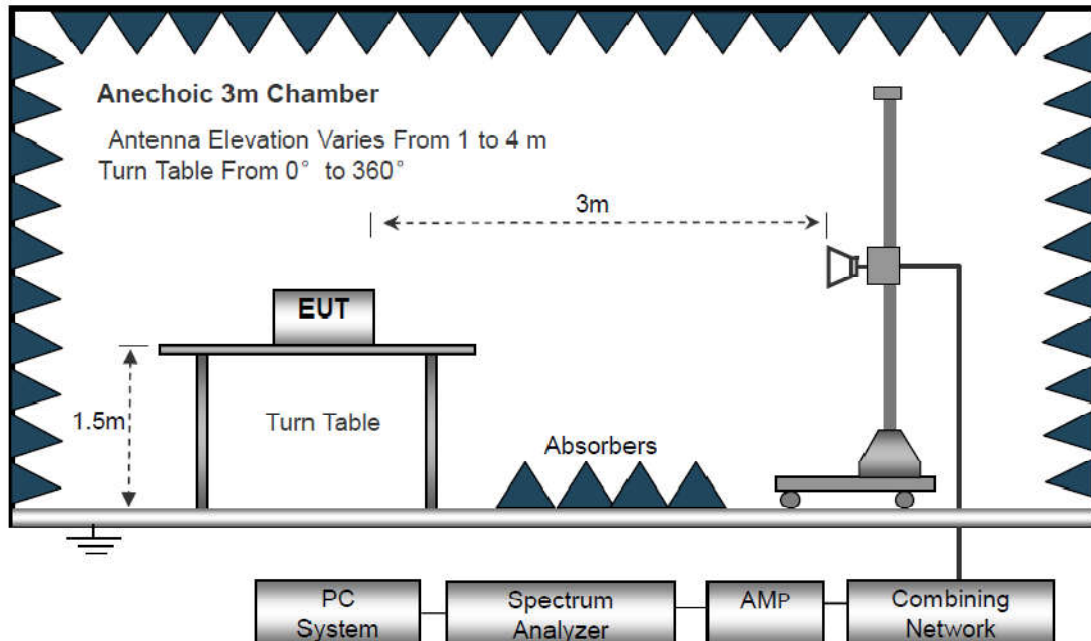 Anechoic 3m Chamber
Antenna Elevation Varies From 1 to 4 m
Turn Table From 0° to 360°
3m
EUT
1.5m
Turn Table
Absorbers
PC
System
Spectrum
Analyzer
AMP
Combining
Network